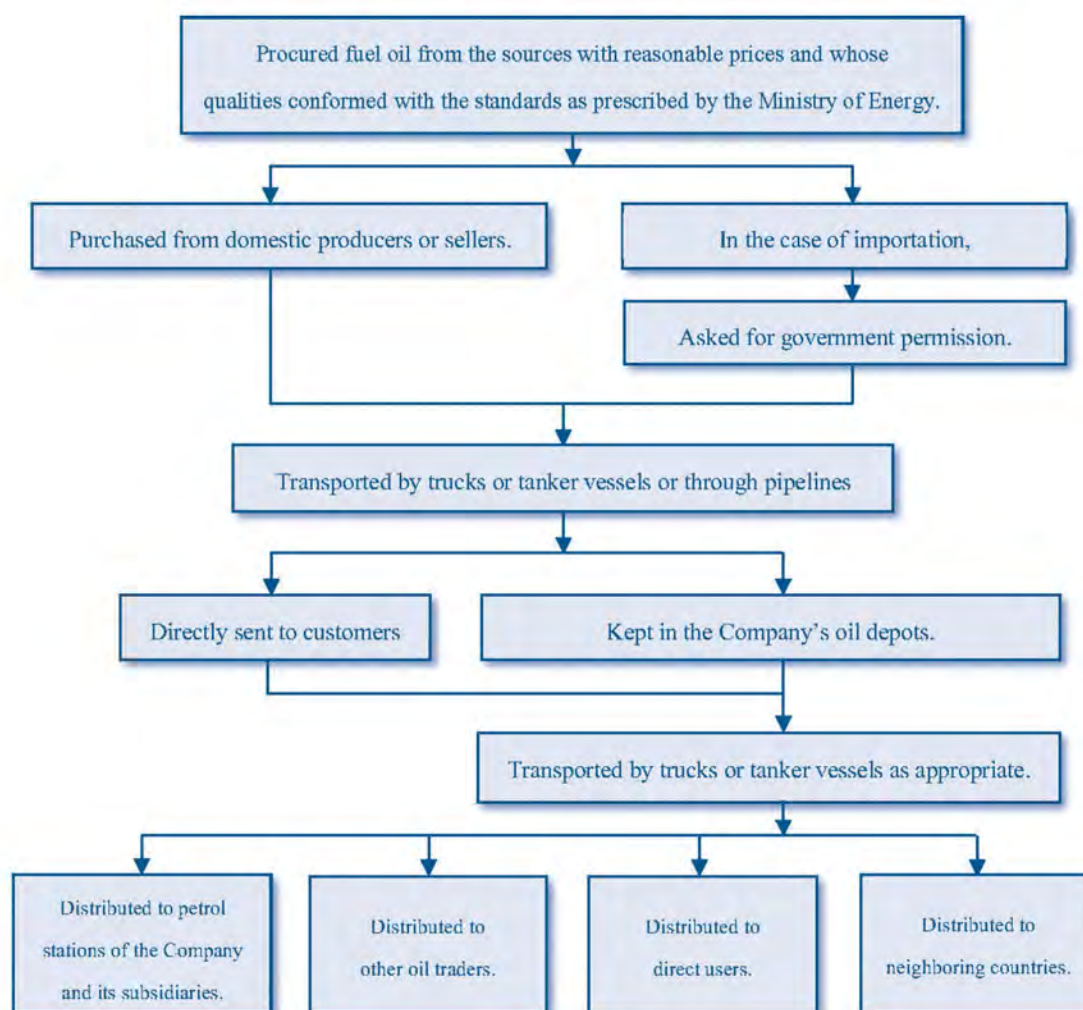 Procured fuel oil from the sources with reasonable prices and whose
qualities conformed with the standards as prescribed by the Ministry of Energy.
Purchased from domestic producers or sellers.
In the case of importation,
Asked for government permission.
Transported by trucks or tanker vessels or through pipelines
Directly sent to customers
Kept in the Company's oil depots.
Transported by trucks or tanker vessels as appropriate.
Distributed to petrol
stations of the Company
and its subsidiaries.
Distributed to
other oil traders.
Distributed to
direct users.
Distributed to
neighboring countries.